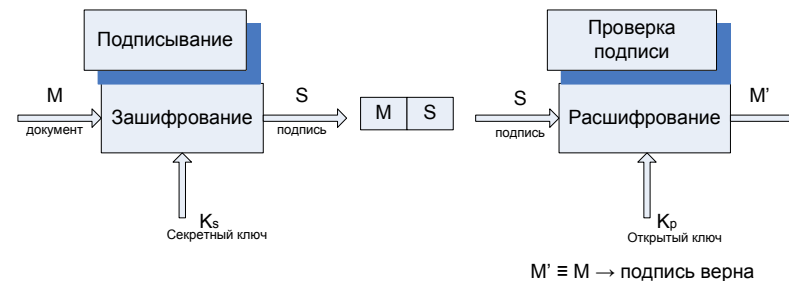 Подписывание
M
документ
Зашифрование
S
подпись
Ks
Секретный ключ
M S
Проверка
подписи
S
подпись
Расшифрование
M’
Kp
Открытый ключ
M’ ≡ M → подпись верна